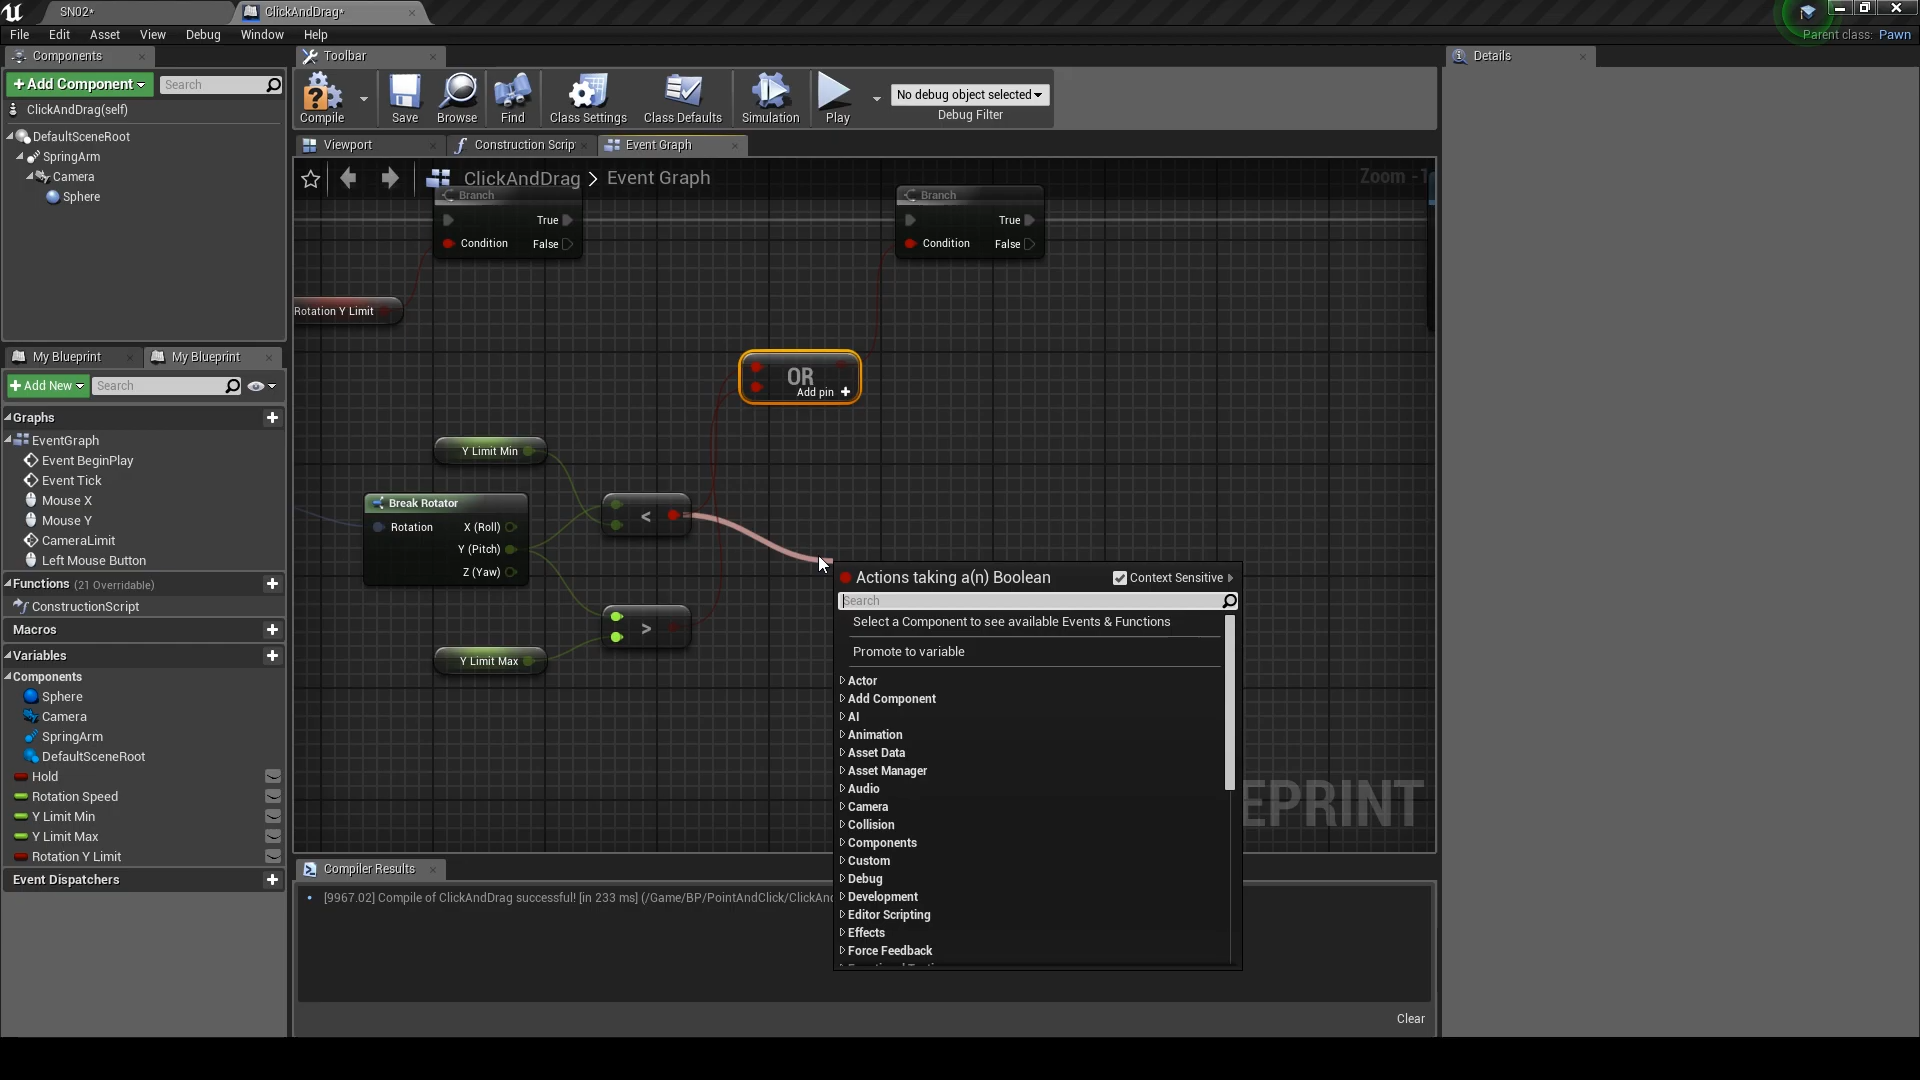 SN02*
ClickAndDrag*
File Edit Asset View Debug Window Help
Parent class: Pawn
Components
Toolbar
Details
+ Add Component
Search
ClickAndDrag(self)
DefaultSceneRoot
SpringArm
Camera
Sphere
Compile
Save
Browse
Find
Class Settings
Class Defaults
Simulation
Play
No debug object selected
Debug Filter
Viewport
Construction Scrip
Event Graph
ClickAndDrag > Event Graph
Zoom -1
Branch
True
Condition
False
Branch
True
Condition
False
Rotation Y Limit
OR
Add pin +
Y Limit Min
Break Rotator
Rotation
X (Roll)
Y (Pitch)
Z (Yaw)
<
>
Y Limit Max
Actions taking a(n) Boolean
Context Sensitive
Search
Select a Component to see available Events & Functions
Promote to variable
Actor
Add Component
AI
Animation
Asset Data
Asset Manager
Audio
Camera
Collision
Components
Custom
Debug
Development
Editor Scripting
Effects
Force Feedback
EPRINT
My Blueprint
My Blueprint
+ Add New
Search
Graphs
EventGraph
Event BeginPlay
Event Tick
Mouse X
Mouse Y
CameraLimit
Left Mouse Button
Functions (21 Overridable)
ConstructionScript
Macros
Variables
Components
Sphere
Camera
SpringArm
DefaultSceneRoot
Hold
Rotation Speed
Y Limit Min
Y Limit Max
Rotation Y Limit
Event Dispatchers
Compiler Results
[9967.02] Compile of ClickAndDrag successful! [in 233 ms] (/Game/BP/PointAndClick/ClickAnd
Clear